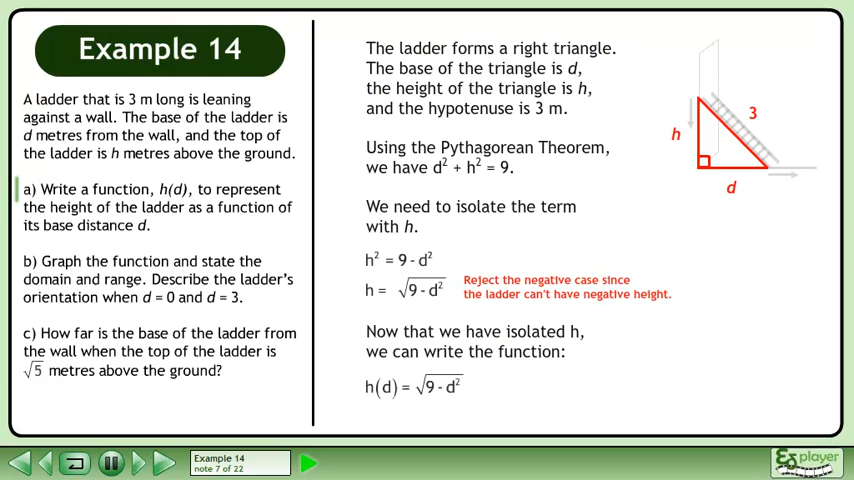 Example 14
A ladder that is 3 m long is leaning
against a wall. The base of the ladder is
d metres from the wall, and the top of
the ladder is h metres above the ground.
a) Write a function, h(d), to represent
the height of the ladder as a function of
its base distance d.
b) Graph the function and state the
domain and range. Describe the ladder's
orientation when d = 0 and d = 3.
c) How far is the base of the ladder from
the wall when the top of the ladder is
√5 metres above the ground?
The ladder forms a right triangle.
The base of the triangle is d,
the height of the triangle is h,
and the hypotenuse is 3 m.
Using the Pythagorean Theorem,
we have d² + h² = 9.
We need to isolate the term
with h.
h² = 9 - d²
h = √(9 - d²)
Reject the negative case since
the ladder can't have negative height.
Now that we have isolated h,
we can write the function:
h(d) = √(9 - d²)
3
h
d
Example 14
note 7 of 22
player